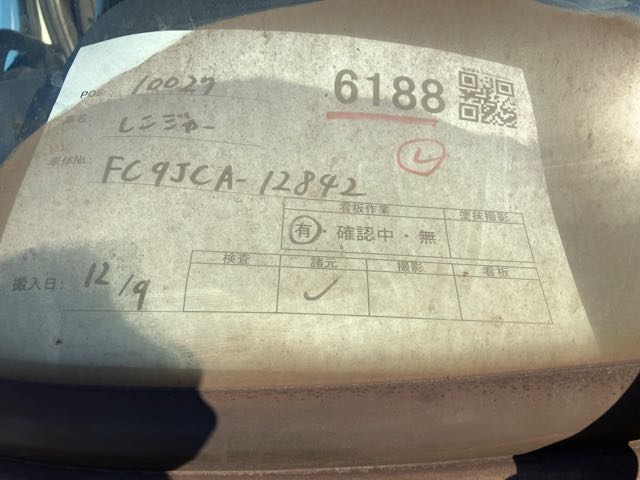 POS 10027
6188
名 レンジャー
レ
車体No. FC9JCA-12842
看板作業 塗抹撮影
有・確認中・無
検査 諸元 撮影 看板
搬入日: 12/9 ✓